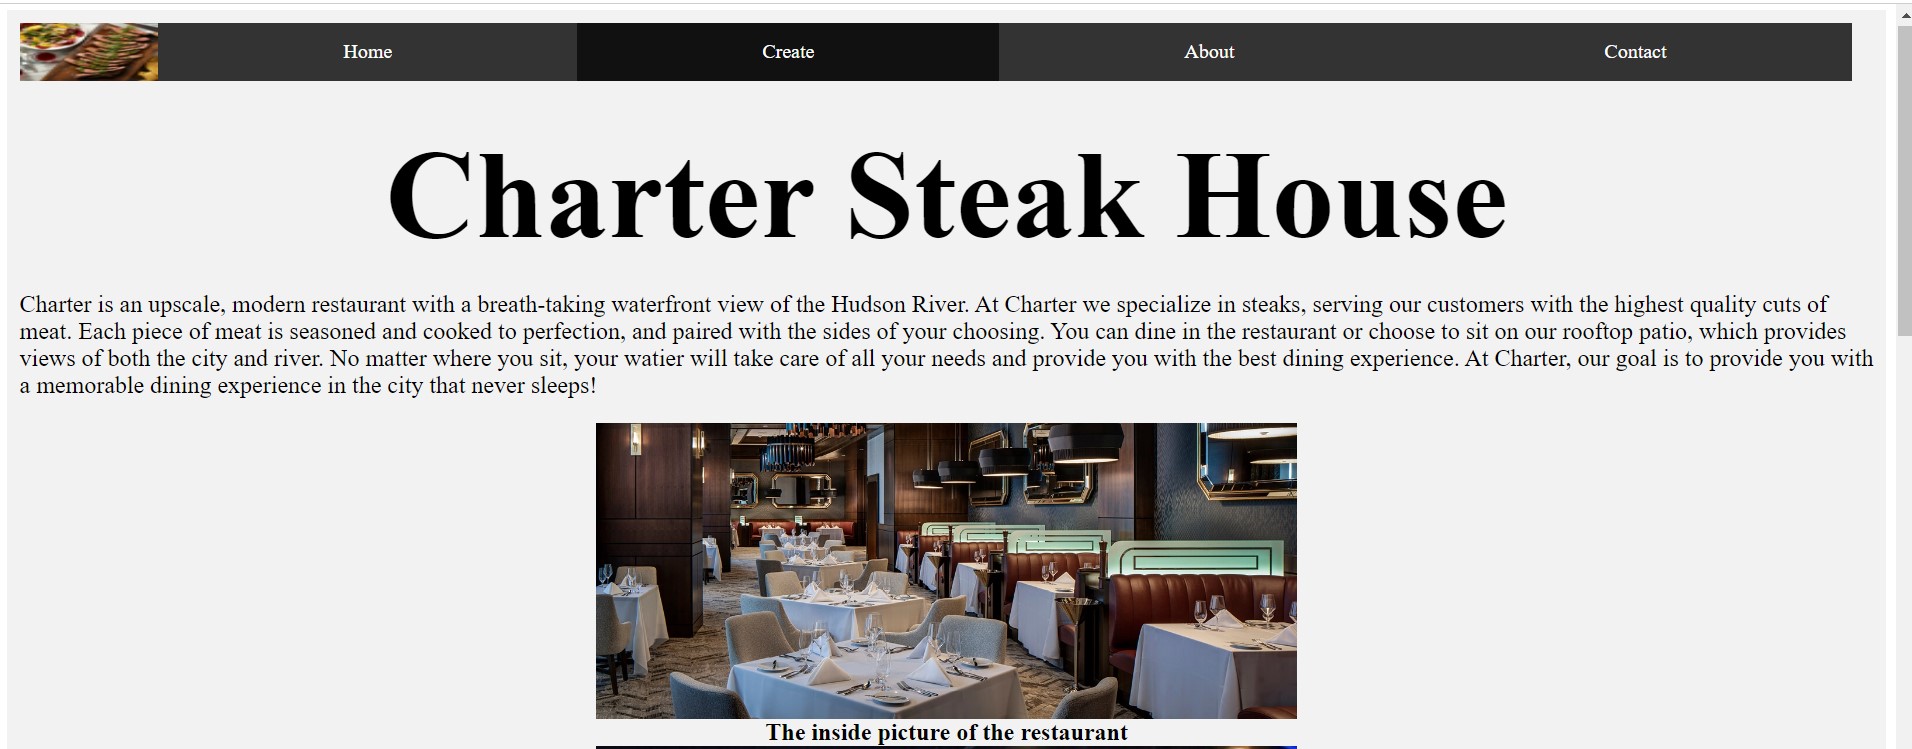 Home Create About Contact
Charter Steak House
Charter is an upscale, modern restaurant with a breath-taking waterfront view of the Hudson River. At Charter we specialize in steaks, serving our customers with the highest quality cuts of
meat. Each piece of meat is seasoned and cooked to perfection, and paired with the sides of your choosing. You can dine in the restaurant or choose to sit on our rooftop patio, which provides
views of both the city and river. No matter where you sit, your watier will take care of all your needs and provide you with the best dining experience. At Charter, our goal is to provide you with
a memorable dining experience in the city that never sleeps!
The inside picture of the restaurant